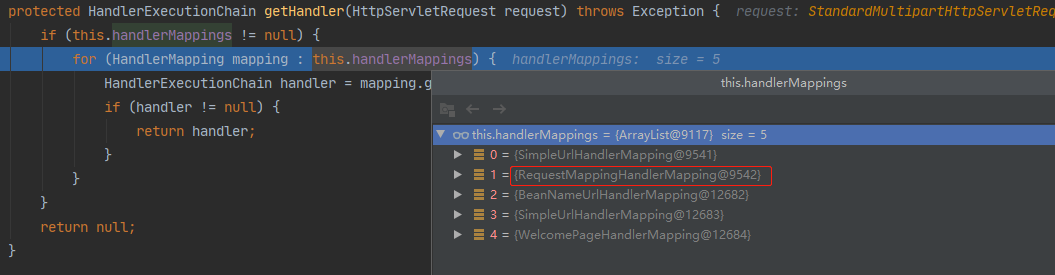 protected HandlerExecutionChain getHandler(HttpServletRequest request) throws Exception { request: StandardMultipartHttpServletReq
if (this.handlerMappings != null) {
for (HandlerMapping mapping : this.handlerMappings) { handlerMappings: size = 5
HandlerExecutionChain handler = mapping.g
this.handlerMappings
if (handler != null) {
return handler;
this.handlerMappings = {ArrayList@9117} size = 5
}
0 = {SimpleUrlHandlerMapping@9541}
}
1 = {RequestMappingHandlerMapping@9542}
2 = {BeanNameUrlHandlerMapping@12682}
}
3 = {SimpleUrlHandlerMapping@12683}
return null;
4 = {WelcomePageHandlerMapping@12684}
}